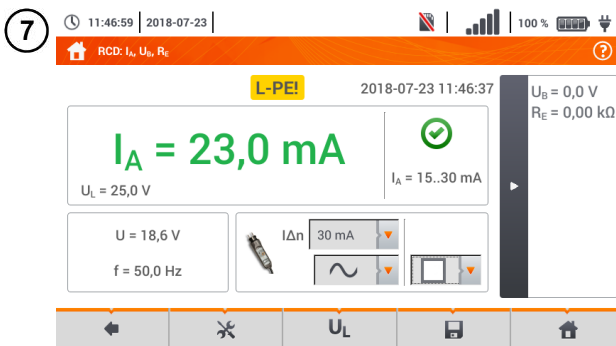 7
11:46:59 2018-07-23 100 %
RCD: IA, UB, RE
L-PE! 2018-07-23 11:46:37
IA = 23,0 mA
UL = 25,0 V
IA = 15..30 mA
UB = 0,0 V
RE = 0,00 kΩ
U = 18,6 V
f = 50,0 Hz
IΔn 30 mA
UL